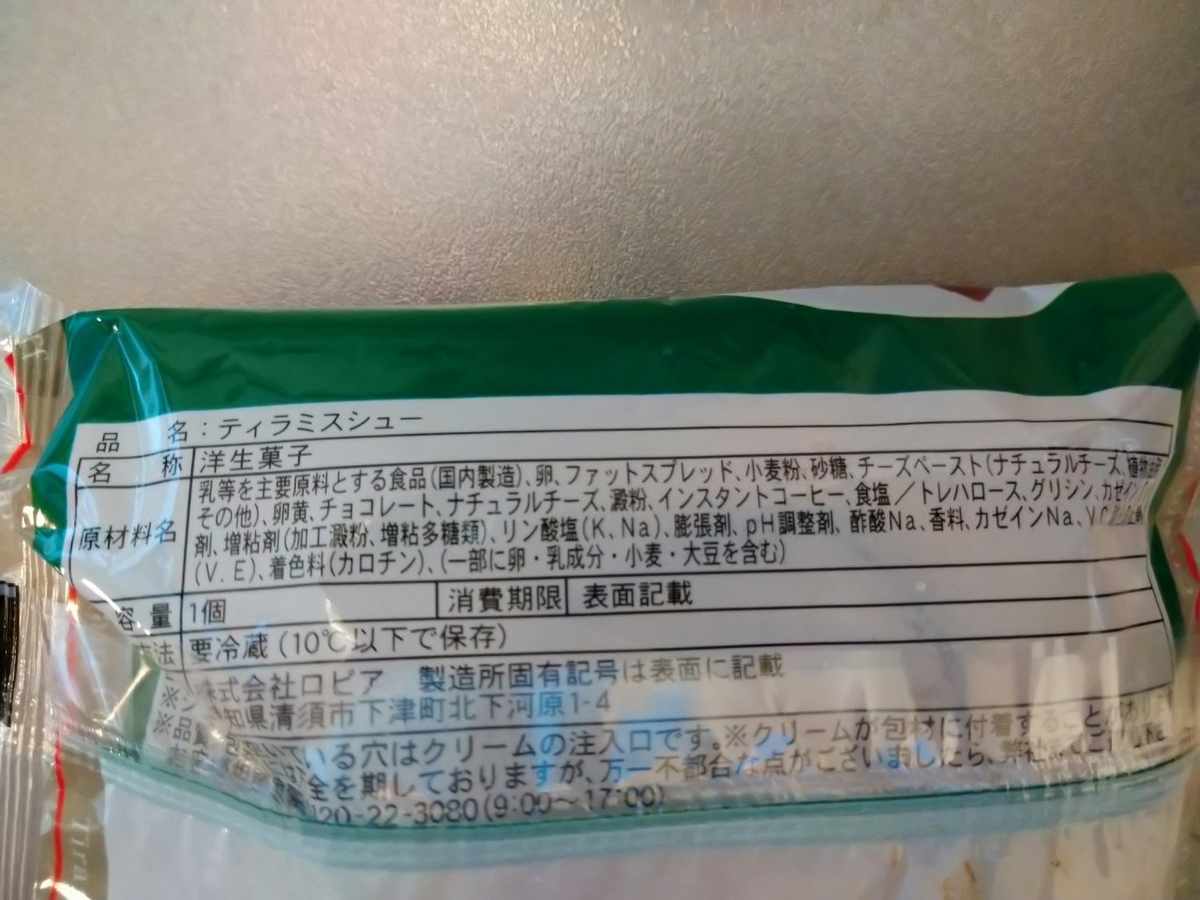 品 名:ティラミスシュー
名 称 洋生菓子
原材料名 乳等を主要原料とする食品(国内製造)、卵、ファットスプレッド、小麦粉、砂糖、チーズペースト(ナチュラルチーズ、植物油脂
その他)、卵黄、チョコレート、ナチュラルチーズ、澱粉、インスタントコーヒー、食塩/トレハロース、グリシン、カゼイン
剤、増粘剤(加工澱粉、増粘多糖類)、リン酸塩(K、Na)、膨張剤、pH調整剤、酢酸Na、香料、カゼインNa、V.C
(V.E)、着色料(カロチン)、(一部に卵・乳成分・小麦・大豆を含む)
容量 1個 消費期限 表面記載
法 要冷蔵(10℃以下で保存)
株式会社ロピア 製造所固有記号は表面に記載
知県清須市下津町北下河原1-4
いる穴はクリームの注入口です。※クリームが包材に付着すること
全を期しておりますが、万一不都合な点がございましたら、弊社
120-22-3080(9:00〜17:00)
Tira